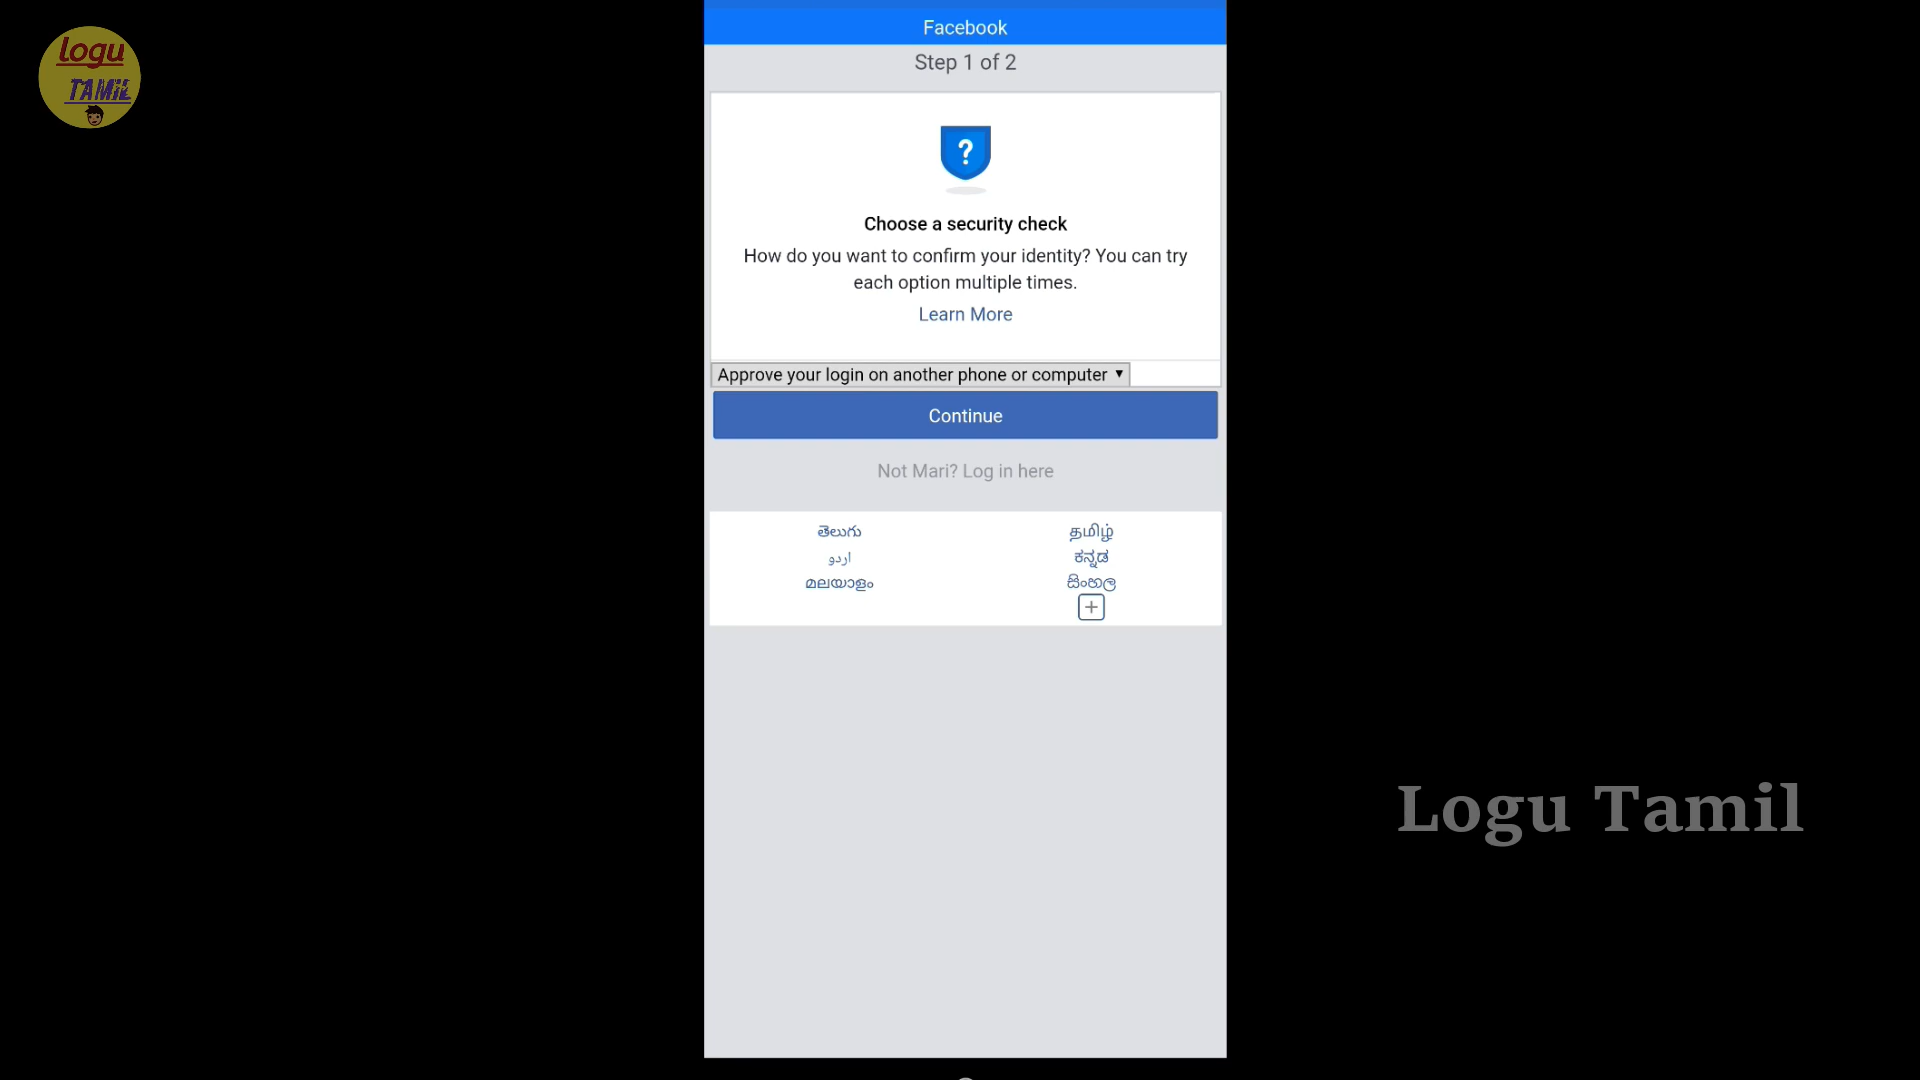 logu
TAMIL
Facebook
Step 1 of 2
?
Choose a security check
How do you want to confirm your identity? You can try
each option multiple times.
Learn More
Approve your login on another phone or computer ▼
Continue
Not Mari? Log in here
తెలుగు தமிழ்
اردو ಕನ್ನಡ
മലയാളം සිංහල
+
Logu Tamil